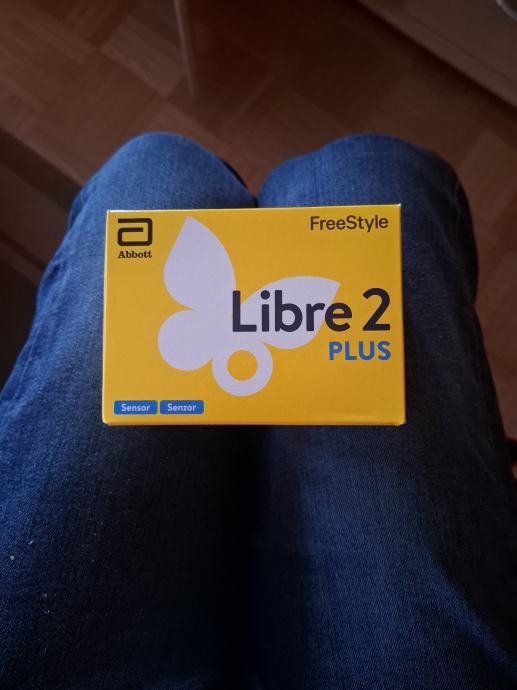 Abbott
FreeStyle
Libre 2
PLUS
Sensor Senzor